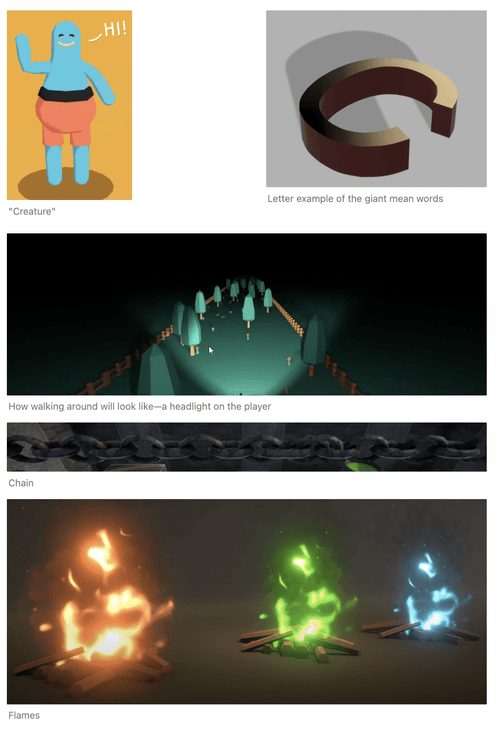 HI!
"Creature"
Letter example of the giant mean words
How walking around will look like—a headlight on the player
Chain
Flames